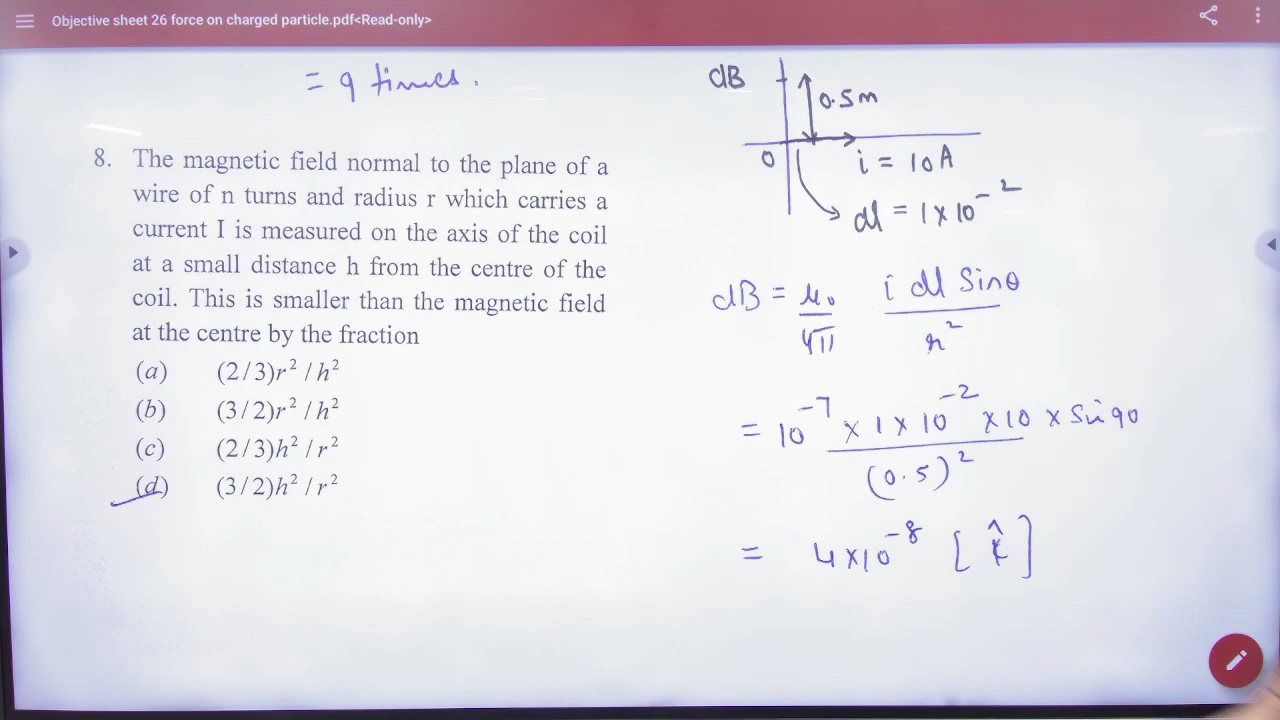 Objective sheet 26 force on charged particle.pdf<Read-only>
= 9 times.
8. The magnetic field normal to the plane of a
wire of n turns and radius r which carries a
current I is measured on the axis of the coil
at a small distance h from the centre of the
coil. This is smaller than the magnetic field
at the centre by the fraction
(a) (2/3)r² / h²
(b) (3/2)r² / h²
(c) (2/3)h² / r²
(d) (3/2)h² / r²
dB
0.5m
0
i = 10A
dl = 1×10⁻²
dB = μ₀/4π i dl Sinθ/r²
= 10⁻⁷ × 1×10⁻² ×10 × Sin 90/(0.5)²
= 4×10⁻⁸ [k̂]